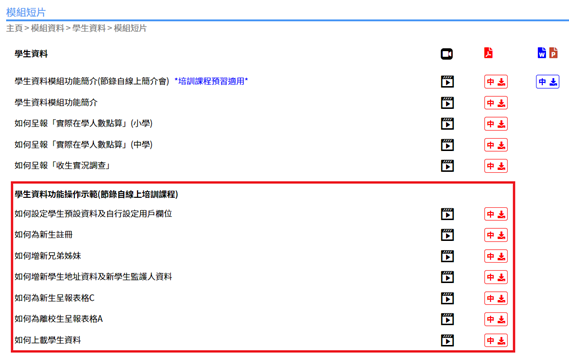 模組短片
主頁 > 模組資料 > 學生資料 > 模組短片
學生資料
學生資料模組功能簡介(節錄自線上簡介會) *培訓課程預習適用* 中 中
學生資料模組功能簡介 中
如何呈報「實際在學人數點算」(小學) 中
如何呈報「實際在學人數點算」(中學) 中
如何呈報「收生實況調查」 中
學生資料功能操作示範(節錄自線上培訓課程)
如何設定學生預設資料及自行設定用戶欄位 中
如何為新生註冊 中
如何增新兄弟姊妹 中
如何增新學生地址資料及新學生監護人資料 中
如何為新生呈報表格C 中
如何為離校生呈報表格A 中
如何上載學生資料 中